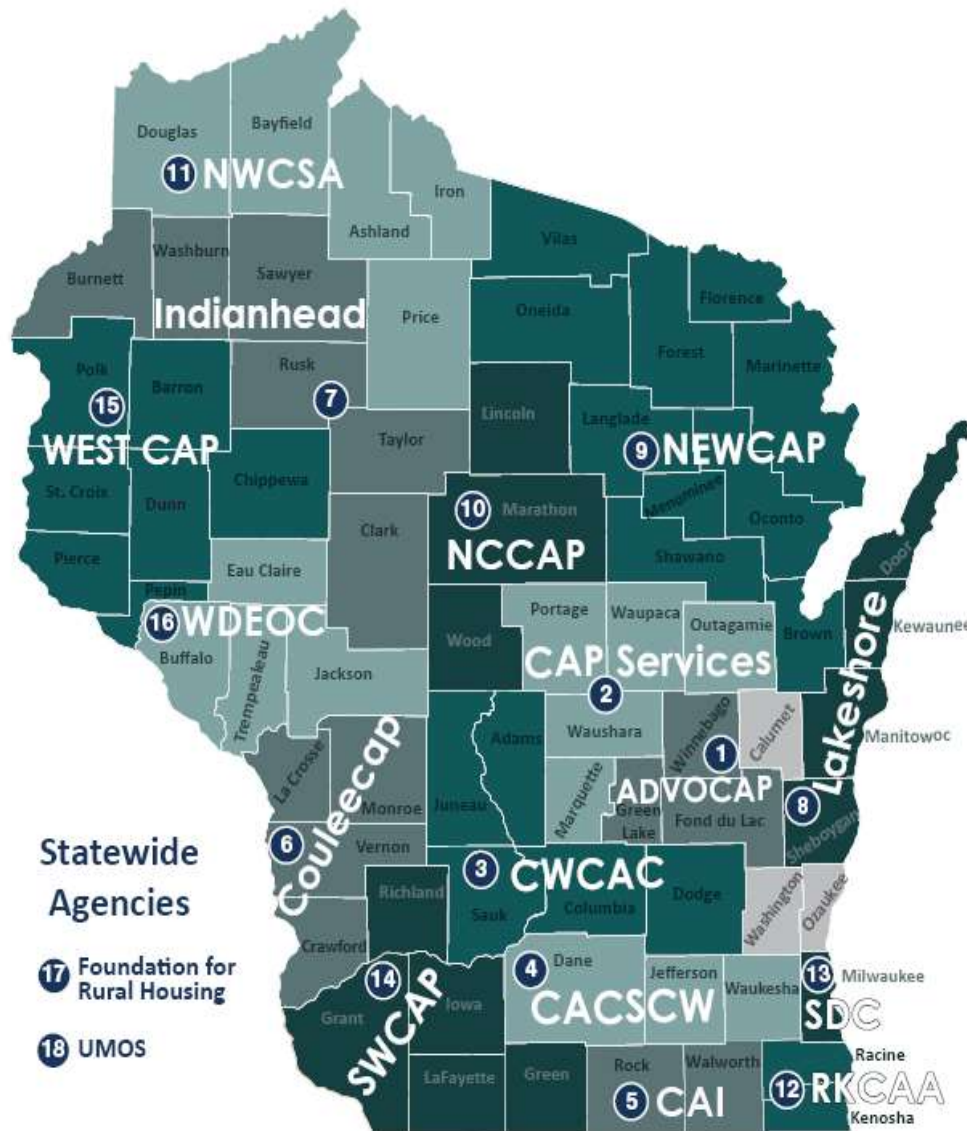 Douglas
Bayfield
11 NWCSA
Iron
Ashland
Vilas
Washburn
Burnett
Sawyer
Indianhead
Florence
Oneida
Price
Forest
Marinette
Rusk
Polk
Barron
7
15
Lincoln
Langlade
WEST CAP
Taylor
9 NEWCAP
St. Croix
Dunn
Chippewa
Menominee
10 Marathon
Oconto
Clark
NCCAP
Pierce
Shawano
Door
Eau Claire
Pepin
16 WDEOC
Portage
Waupaca
Outagamie
Brown
Kewaunee
Wood
Buffalo
CAP Services
Trempealeau
Jackson
2
Lakeshore
Adams
Waushara
Winnebago
Calumet
Manitowoc
1
La Crosse
Monroe
Juneau
Marquette
ADVOCAP
Green
Lake
Fond du Lac
8
Sheboygan
6
Vernon
Couleecap
3 CWCAC
Statewide
Agencies
Richland
Sauk
Columbia
Dodge
Washington
Ozaukee
Crawford
17 Foundation for
Rural Housing
14
4 Dane
Jefferson
Waukesha
13 Milwaukee
Grant
Iowa
CACSCW
SDC
SWCAP
18 UMOS
Racine
LaFayette
Green
Rock
Walworth
5 CAI
12 RKCAA
Kenosha